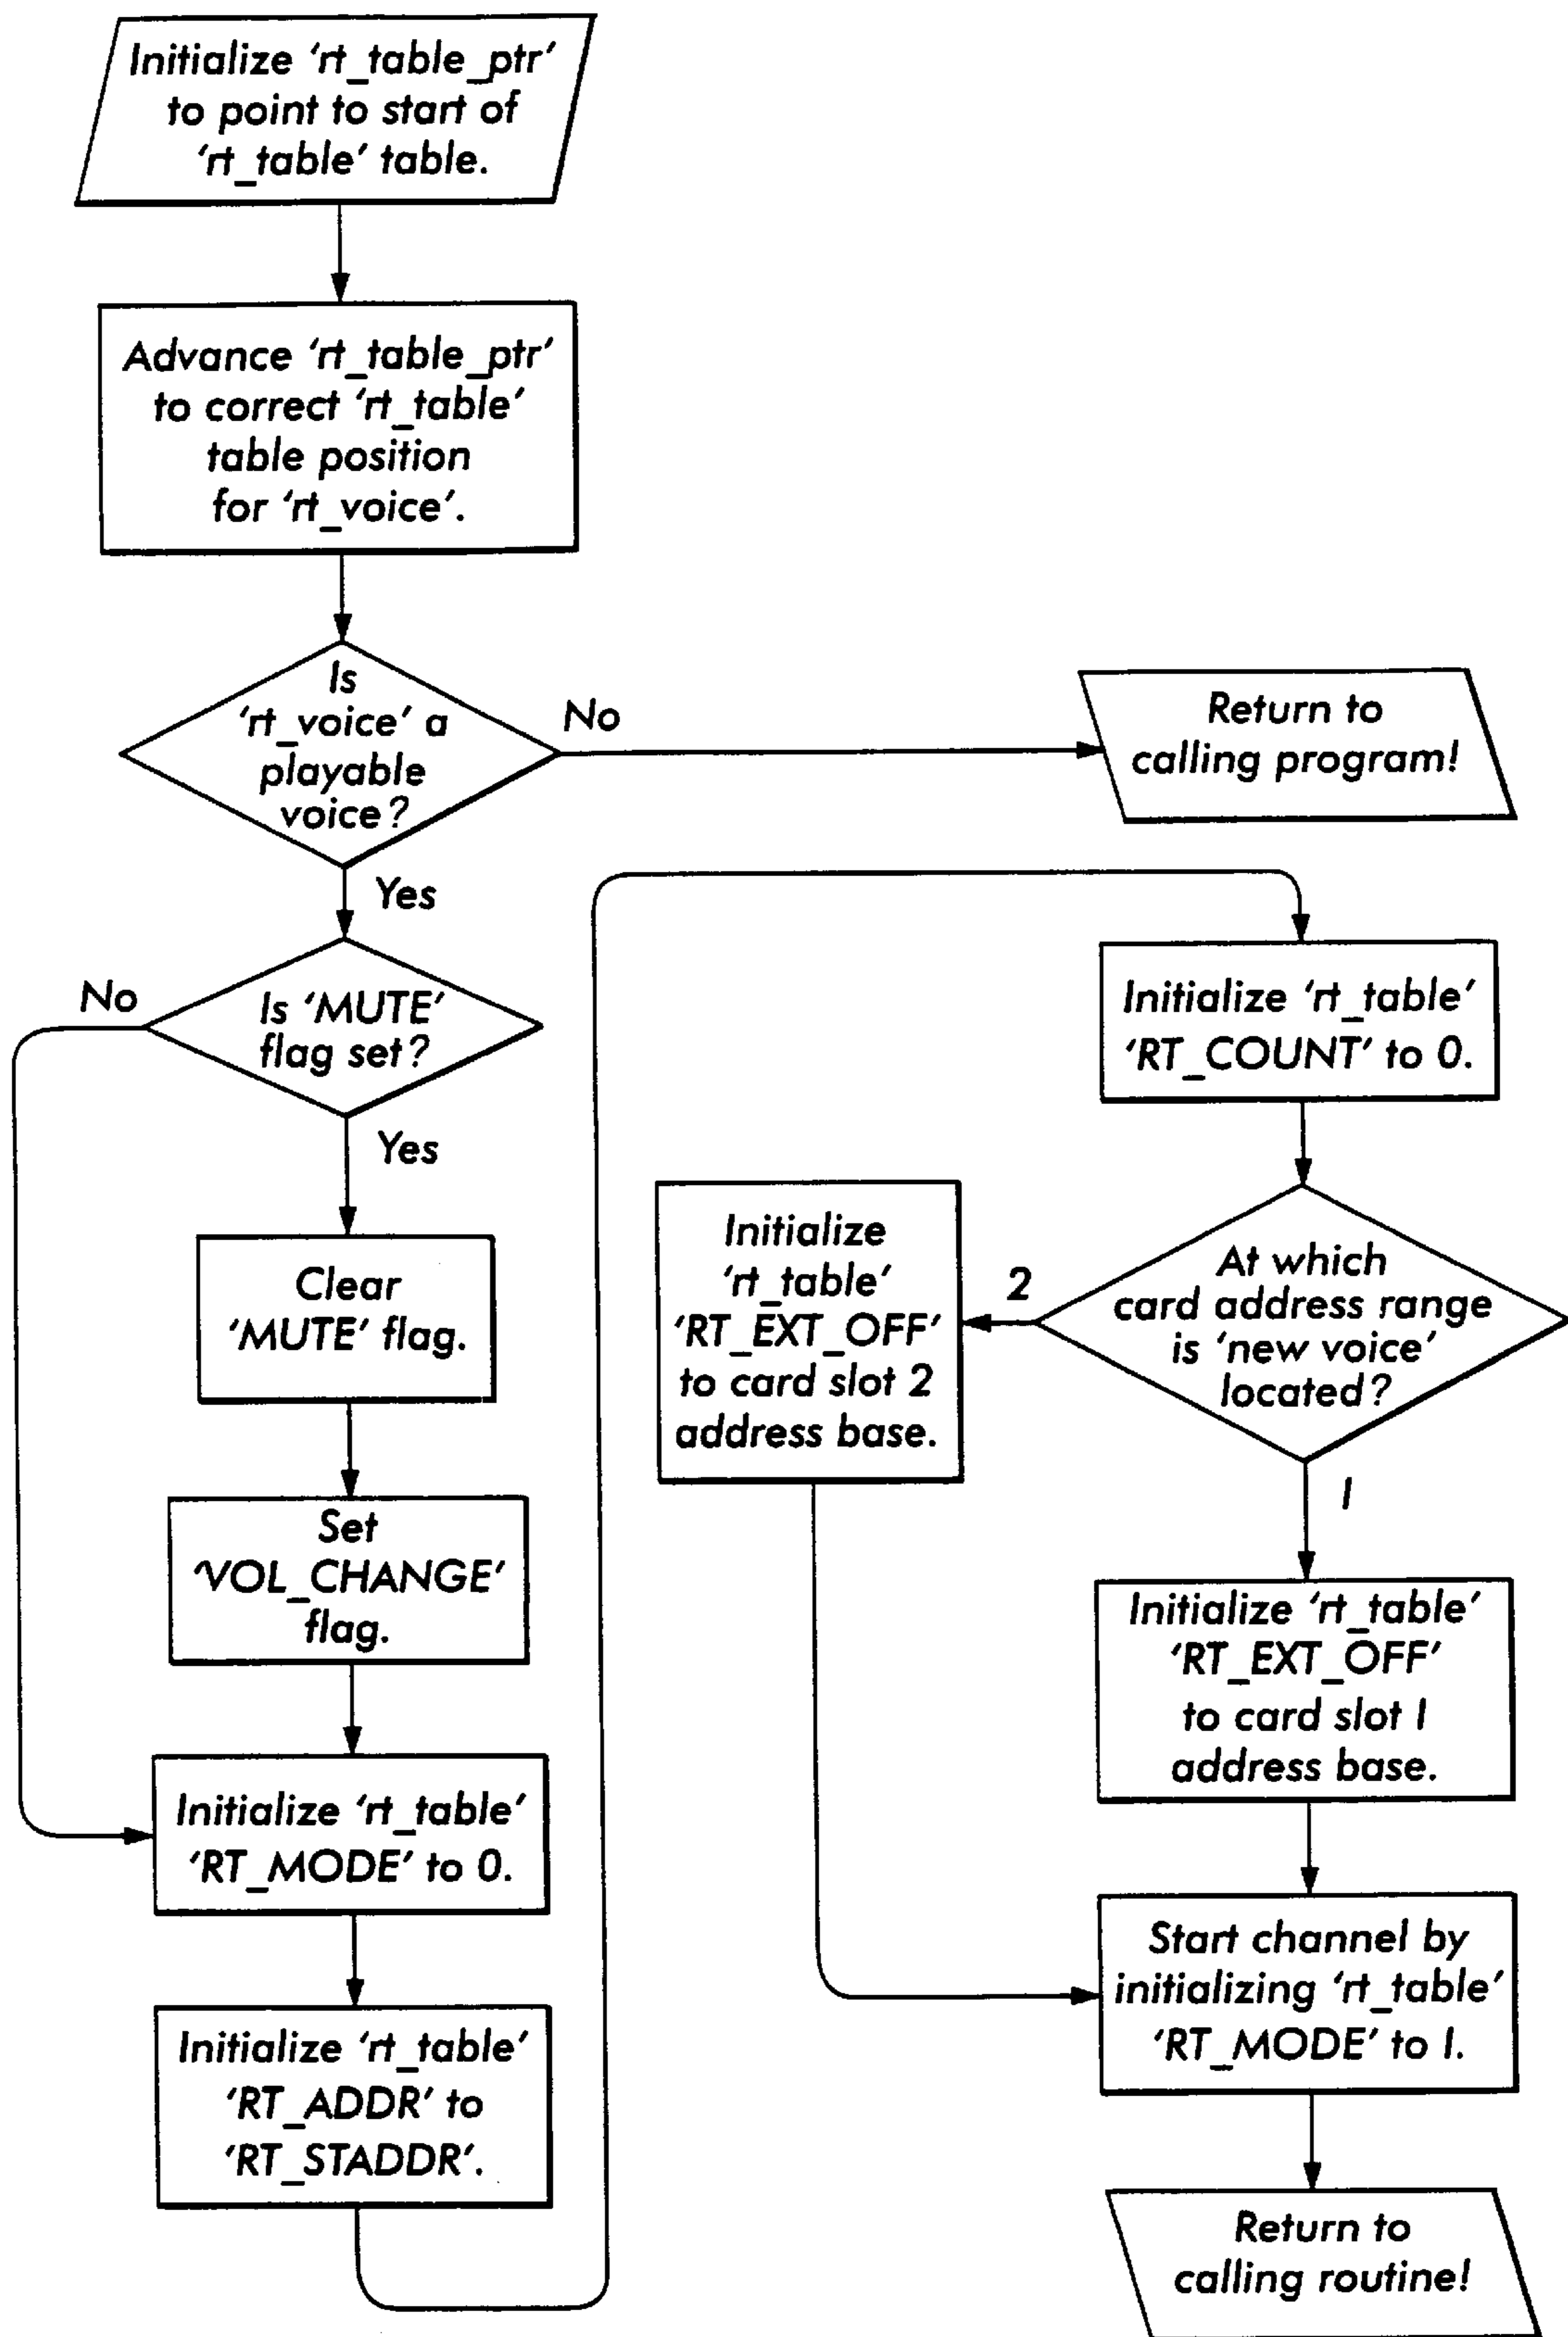 Initialize ‘rt_table_ptr’
to point to start of
‘rt_table’ table.
Advance ‘rt_table_ptr’
to correct ‘rt_table’
table position
for ‘rt_voice’.
Is
‘rt_voice’ a
playable
voice?
No
Return to
calling program!
Yes
No
Is ‘MUTE’
flag set?
Yes
Clear
‘MUTE’ flag.
Set
‘VOL_CHANGE’
flag.
Initialize ‘rt_table’
‘RT_MODE’ to 0.
Initialize ‘rt_table’
‘RT_ADDR’ to
‘RT_STADDR’.
Initialize ‘rt_table’
‘RT_COUNT’ to 0.
At which
card address range
is ‘new voice’
located?
2
Initialize
‘rt_table’
‘RT_EXT_OFF’
to card slot 2
address base.
1
Initialize ‘rt_table’
‘RT_EXT_OFF’
to card slot 1
address base.
Start channel by
initializing ‘rt_table’
‘RT_MODE’ to 1.
Return to
calling routine!